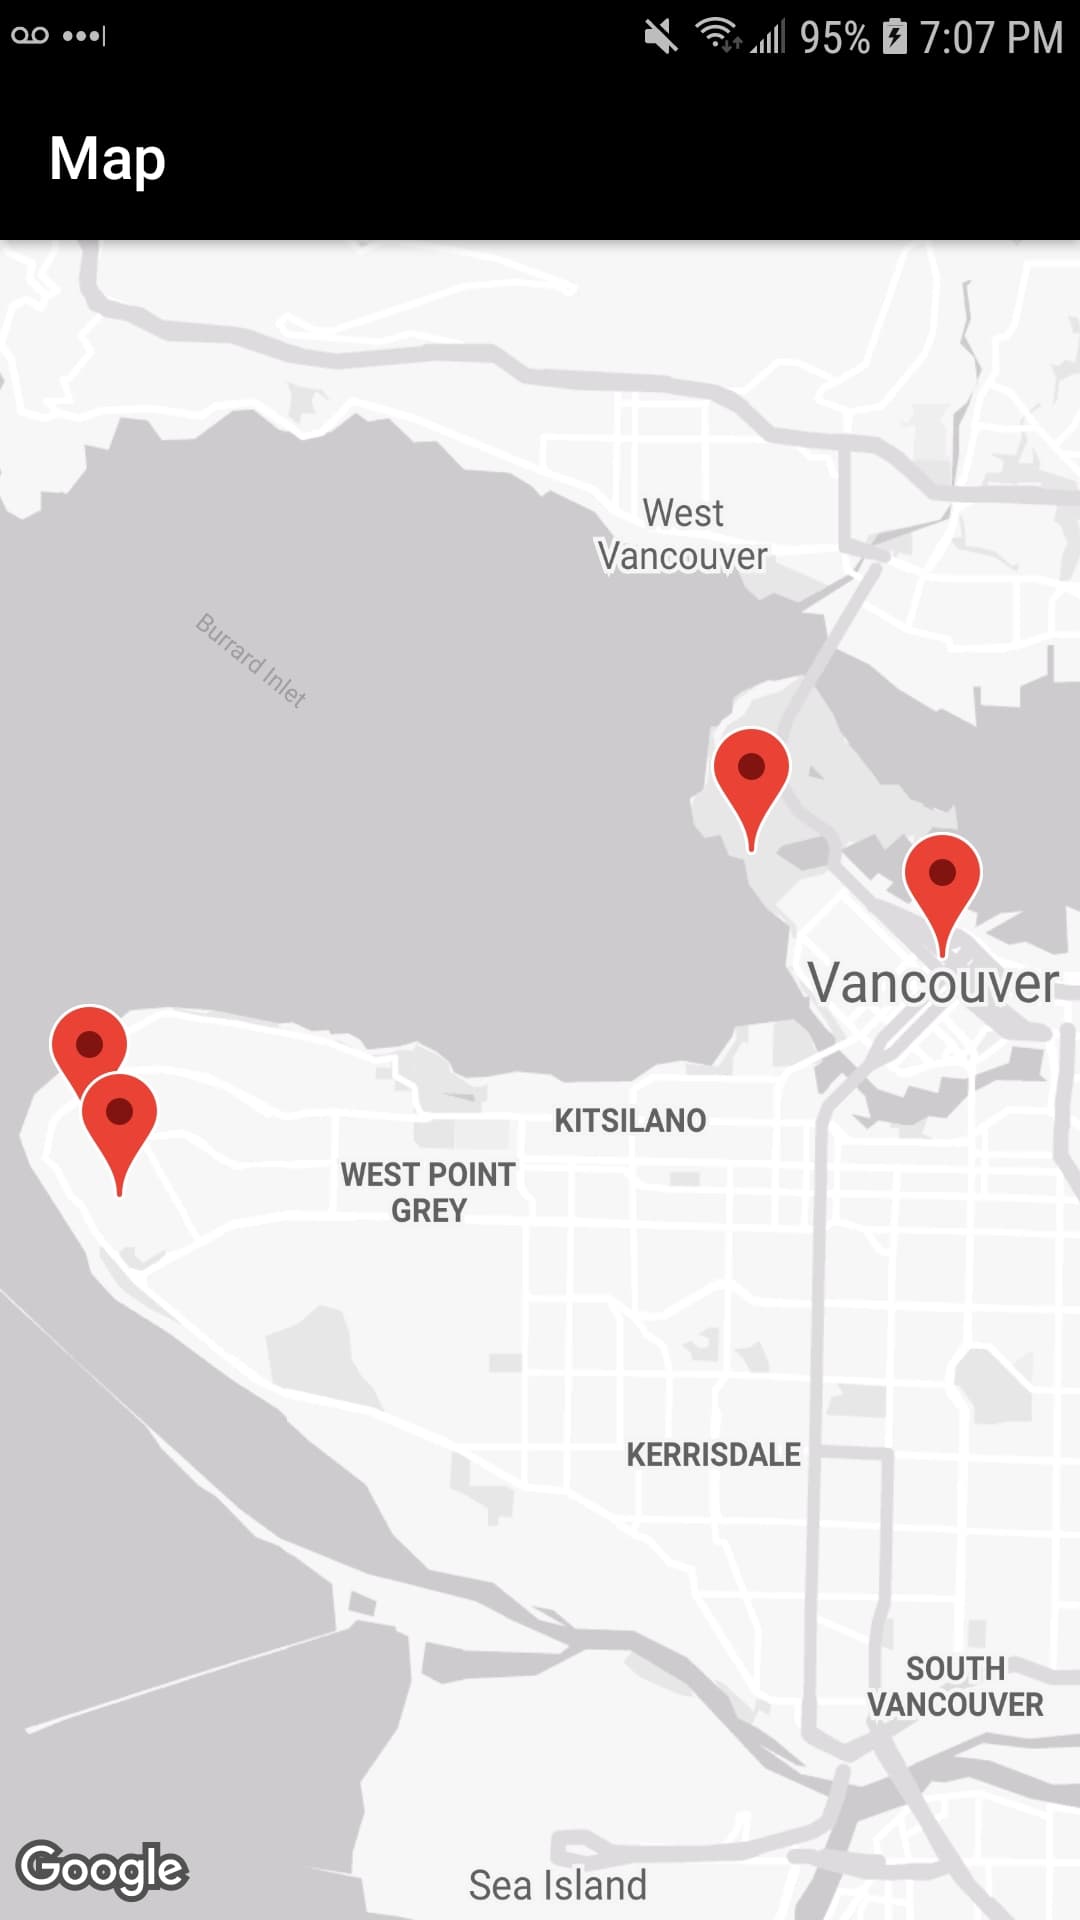 95% 7:07 PM
Map
West
Vancouver
Burrard Inlet
Vancouver
KITSILANO
WEST POINT
GREY
KERRISDALE
SOUTH
VANCOUVER
Google
Sea Island